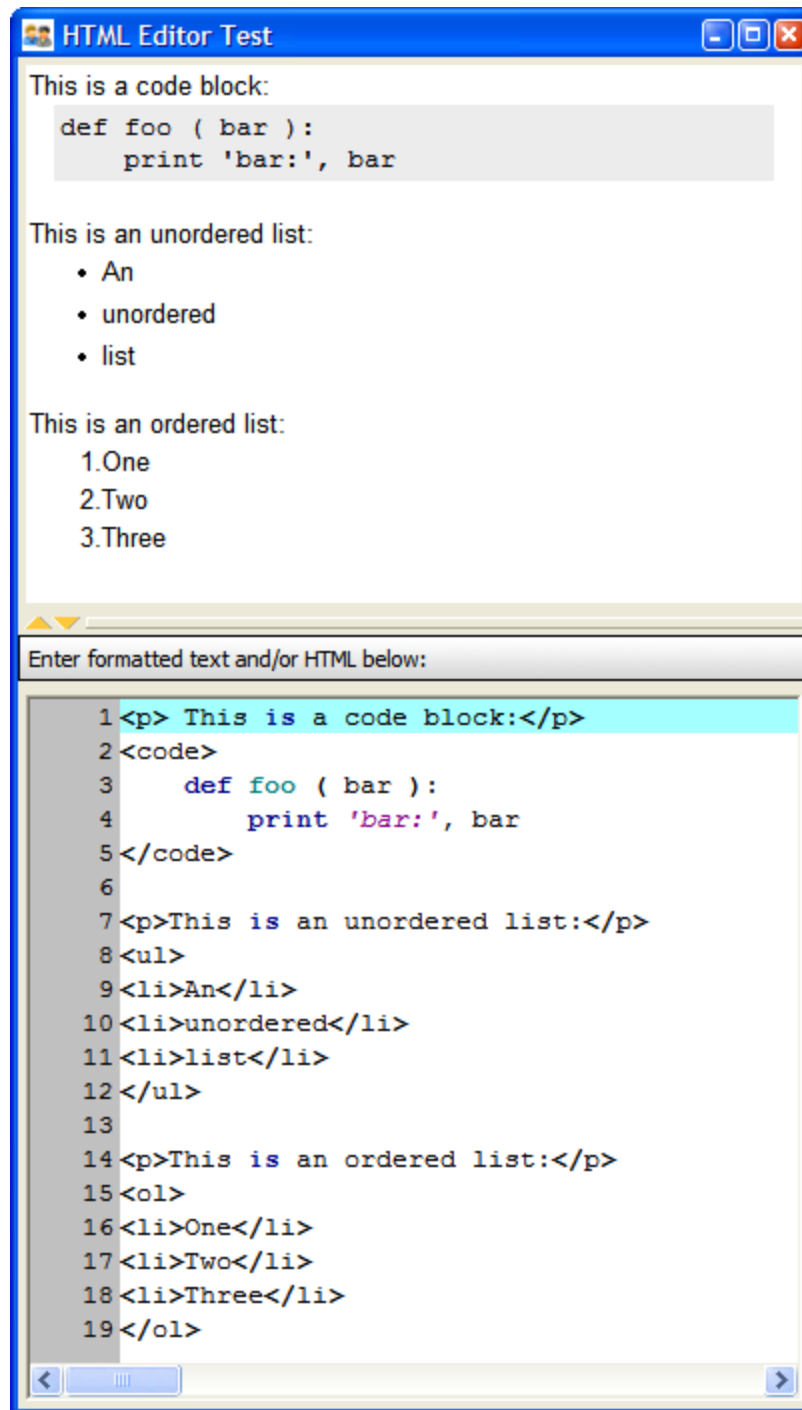 HTML Editor Test
This is a code block:
def foo ( bar ):
    print 'bar:', bar
This is an unordered list:
• An
• unordered
• list
This is an ordered list:
1.One
2.Two
3.Three
Enter formatted text and/or HTML below:
1 <p> This is a code block:</p>
2 <code>
3     def foo ( bar ):
4         print 'bar:', bar
5 </code>
6
7 <p>This is an unordered list:</p>
8 <ul>
9 <li>An</li>
10 <li>unordered</li>
11 <li>list</li>
12 </ul>
13
14 <p>This is an ordered list:</p>
15 <ol>
16 <li>One</li>
17 <li>Two</li>
18 <li>Three</li>
19 </ol>